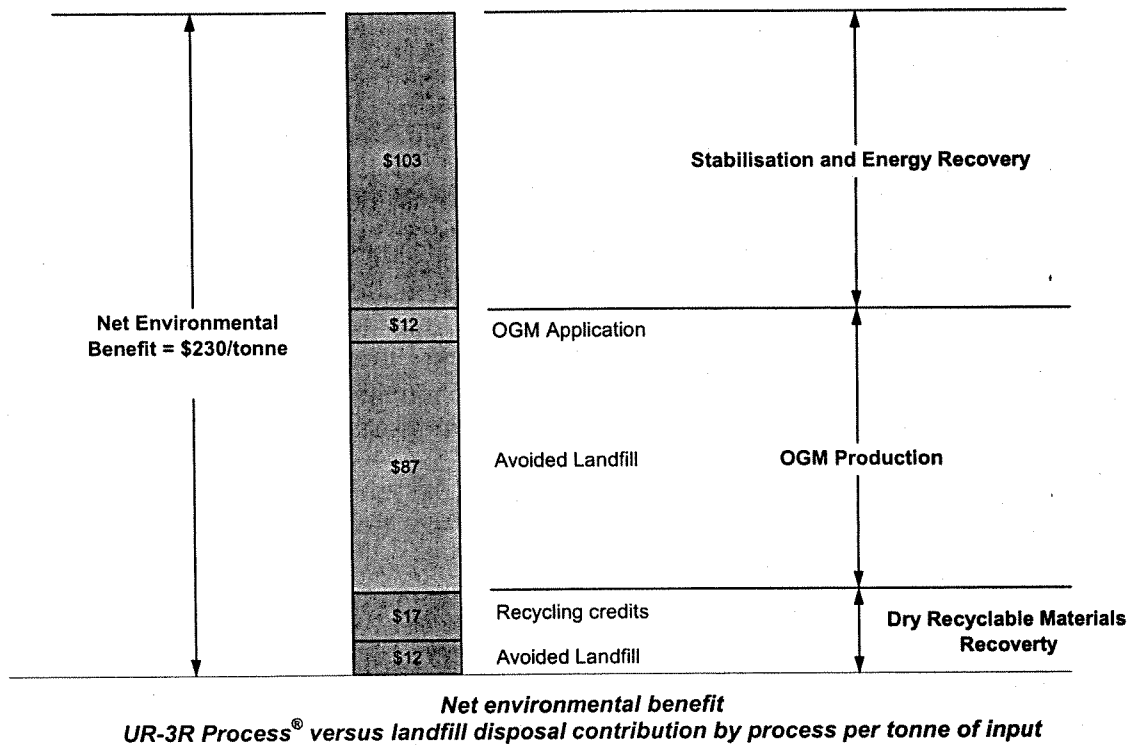 $103
Stabilisation and Energy Recovery
Net Environmental
Benefit = $230/tonne
$12
OGM Application
$87
Avoided Landfill
OGM Production
$17
Recycling credits
Dry Recyclable Materials
Recoverty
$12
Avoided Landfill
Net environmental benefit
UR-3R Process® versus landfill disposal contribution by process per tonne of input